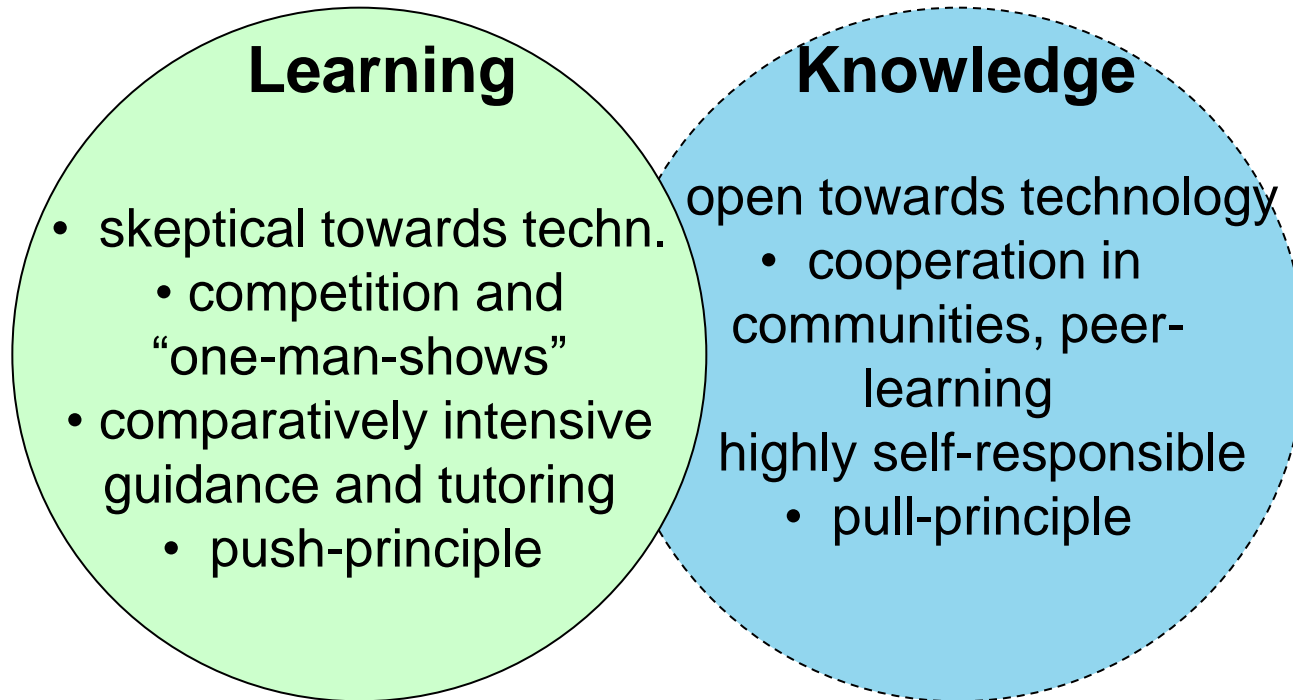 Learning
• skeptical towards techn.
• competition and
“one-man-shows”
• comparatively intensive
guidance and tutoring
• push-principle
Knowledge
open towards technology
• cooperation in
communities, peer-
learning
highly self-responsible
• pull-principle